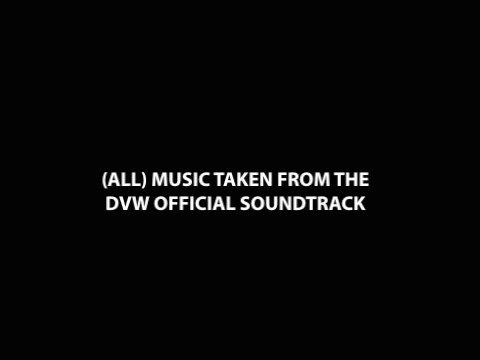 (ALL) MUSIC TAKEN FROM THE
DVW OFFICIAL SOUNDTRACK